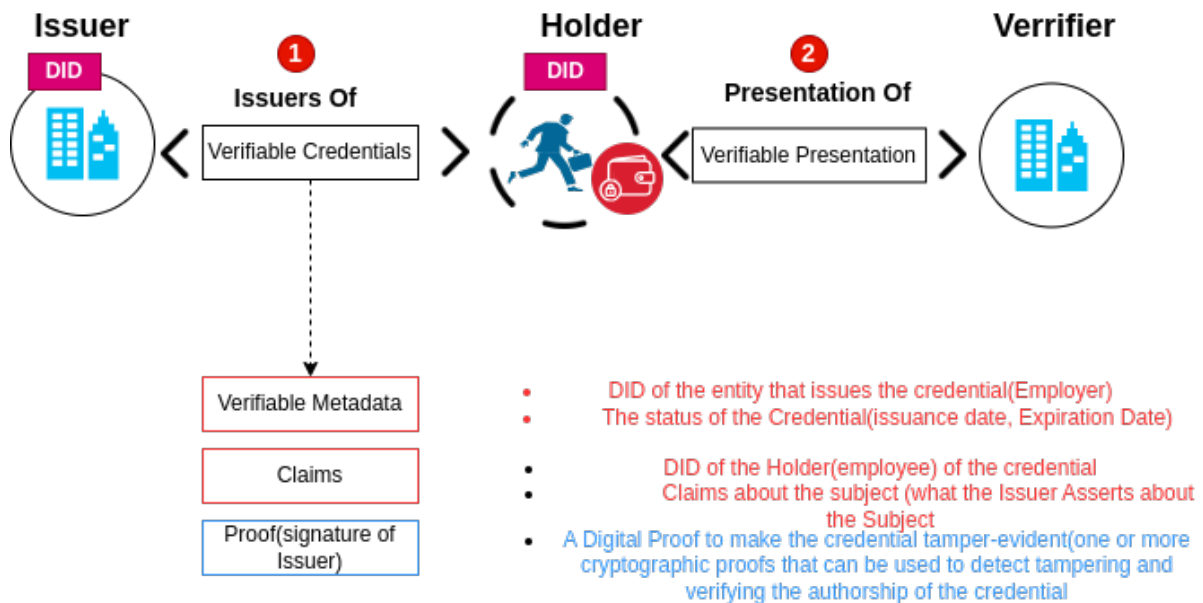 Issuer
Holder
Verrifier
DID
1
DID
2
Issuers Of
Presentation Of
Verifiable Credentials
Verifiable Presentation
Verifiable Metadata
• DID of the entity that issues the credential(Employer)
• The status of the Credential(issuance date, Expiration Date)
Claims
• DID of the Holder(employee) of the credential
• Claims about the subject (what the Issuer Asserts about
the Subject
Proof(signature of
Issuer)
• A Digital Proof to make the credential tamper-evident(one or more
cryptographic proofs that can be used to detect tampering and
verifying the authorship of the credential